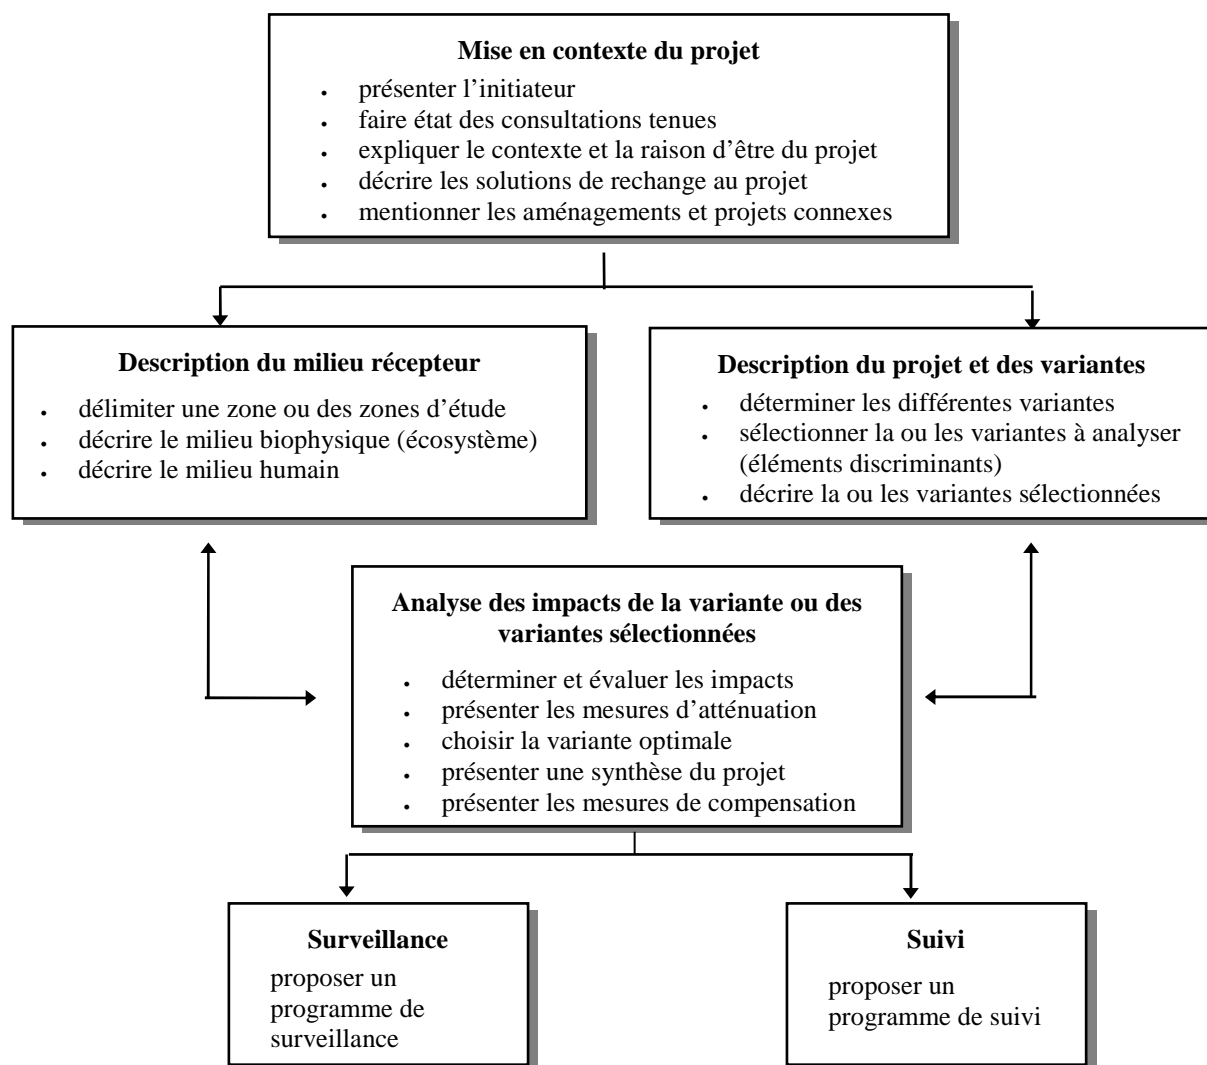 Mise en contexte du projet
• présenter l’initiateur
• faire état des consultations tenues
• expliquer le contexte et la raison d’être du projet
• décrire les solutions de rechange au projet
• mentionner les aménagements et projets connexes
Description du milieu récepteur
• délimiter une zone ou des zones d’étude
• décrire le milieu biophysique (écosystème)
• décrire le milieu humain
Description du projet et des variantes
• déterminer les différentes variantes
• sélectionner la ou les variantes à analyser
(éléments discriminants)
• décrire la ou les variantes sélectionnées
Analyse des impacts de la variante ou des
variantes sélectionnées
• déterminer et évaluer les impacts
• présenter les mesures d’atténuation
• choisir la variante optimale
• présenter une synthèse du projet
• présenter les mesures de compensation
Surveillance
proposer un
programme de
surveillance
Suivi
proposer un
programme de suivi